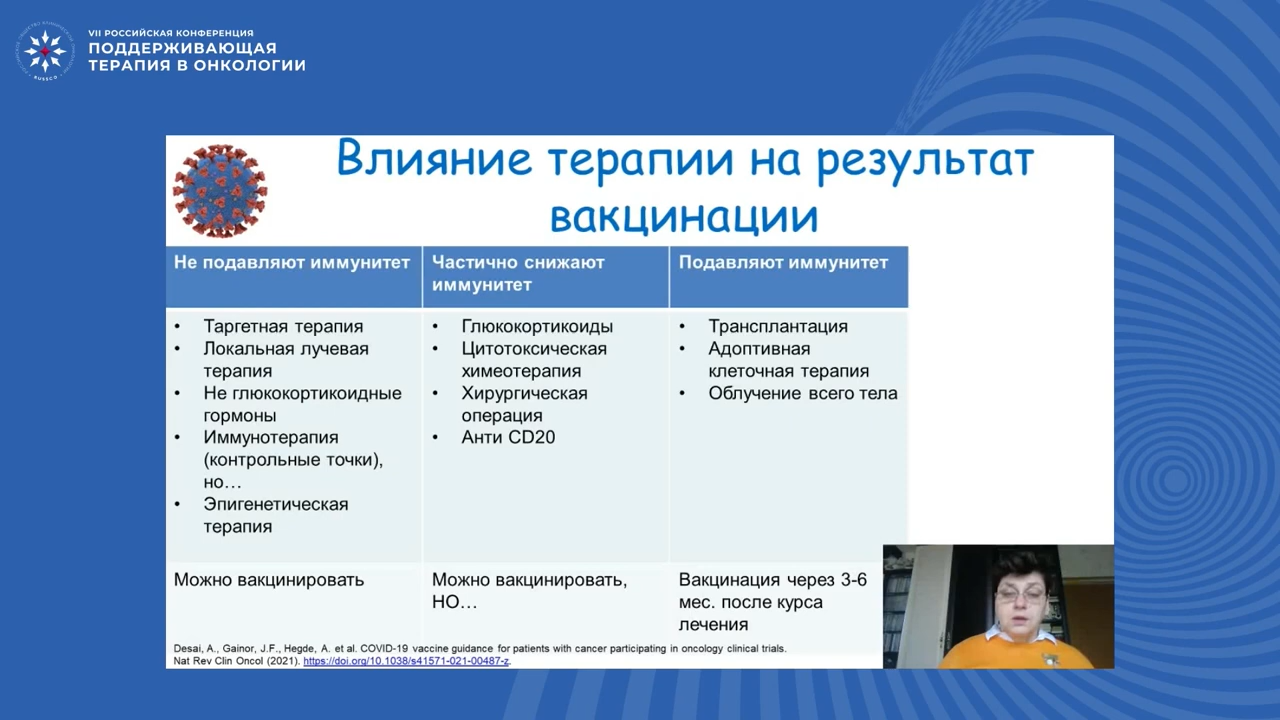 VII РОССИЙСКАЯ КОНФЕРЕНЦИЯ
ПОДДЕРЖИВАЮЩАЯ
ТЕРАПИЯ В ОНКОЛОГИИ
RUSSCO
Влияние терапии на результат
вакцинации
Не подавляют иммунитет
Частично снижают
иммунитет
Подавляют иммунитет
• Таргетная терапия
• Локальная лучевая
терапия
• Не глюкокортикоидные
гормоны
• Иммунотерапия
(контрольные точки),
но…
• Эпигенетическая
терапия
• Глюкокортикоиды
• Цитотоксическая
химеотерапия
• Хирургическая
операция
• Анти CD20
• Трансплантация
• Адоптивная
клеточная терапия
• Облучение всего тела
Можно вакцинировать
Можно вакцинировать,
НО…
Вакцинация через 3-6
мес. после курса
лечения
Desai, A., Gainor, J.F., Hegde, A. et al. COVID-19 vaccine guidance for patients with cancer participating in oncology clinical trials.
Nat Rev Clin Oncol (2021). https://doi.org/10.1038/s41571-021-00487-z.